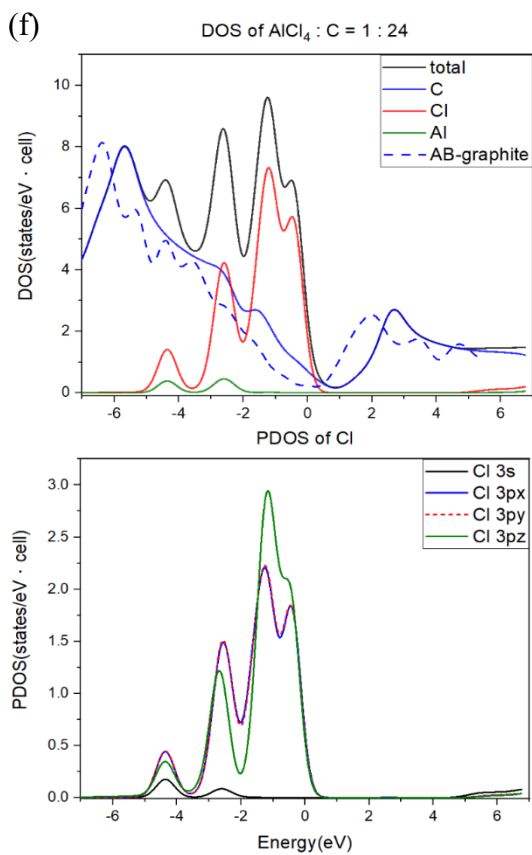 (f)
DOS of AlCl4 : C = 1 : 24
total
C
Cl
Al
AB-graphite
DOS(states/eV · cell)
10
8
6
4
2
0
-6 -4 -2 0 2 4 6
PDOS of Cl
Cl 3s
Cl 3px
Cl 3py
Cl 3pz
PDOS(states/eV · cell)
3.0
2.5
2.0
1.5
1.0
0.5
0.0
-6 -4 -2 0 2 4 6
Energy(eV)